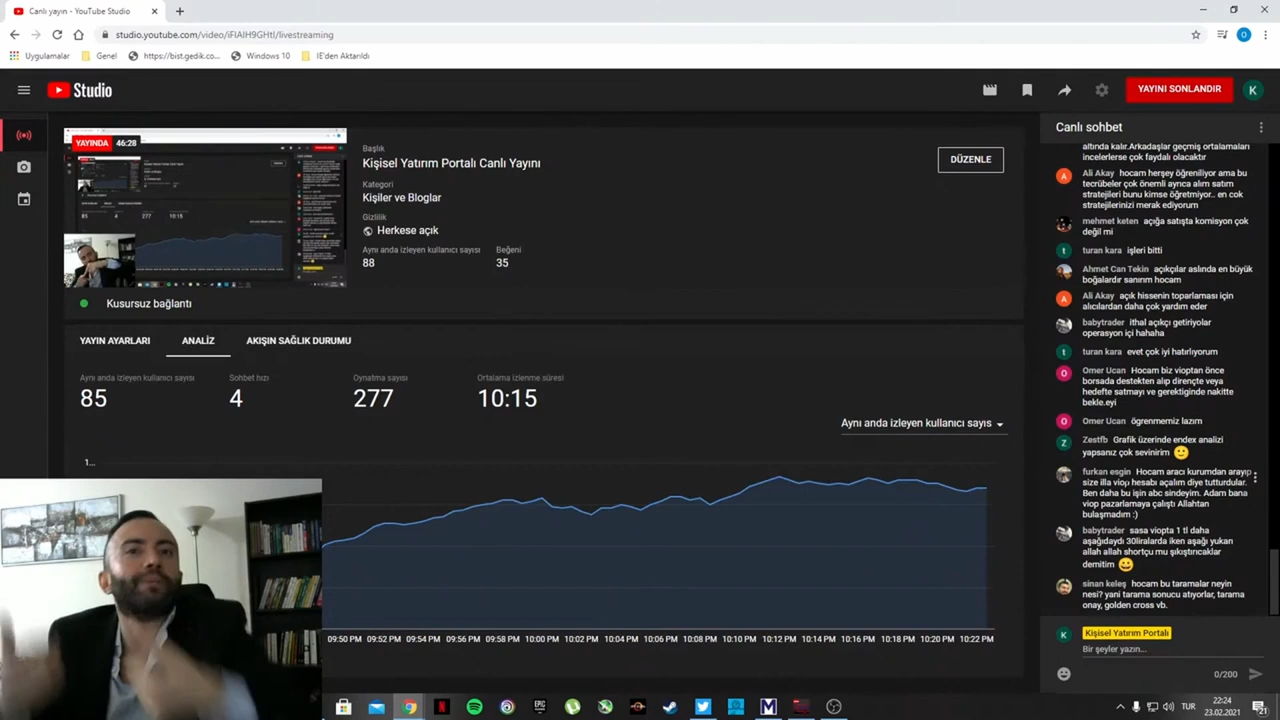 Canlı yayın - YouTube Studio
studio.youtube.com/video/iFIAlH9GHtI/livestreaming
Uygulamalar Genel https://bist.gedik.co... Windows 10 IE'den Aktarıldı
Studio
YAYINI SONLANDIR
K
YAYINDA 46:28
Başlık
Kişisel Yatırım Portalı Canlı Yayını
DÜZENLE
Kategori
Kişiler ve Bloglar
Gizlilik
Herkese açık
Aynı anda izleyen kullanıcı sayısı Beğeni
88 35
Kusursuz bağlantı
YAYIN AYARLARI ANALİZ AKIŞIN SAĞLIK DURUMU
Aynı anda izleyen kullanıcı sayısı Sohbet hızı Oynatma sayısı Ortalama izlenme süresi
85 4 277 10:15
Aynı anda izleyen kullanıcı sayıs
1...
09:50 PM 09:52 PM 09:54 PM 09:56 PM 09:58 PM 10:00 PM 10:02 PM 10:04 PM 10:06 PM 10:08 PM 10:10 PM 10:12 PM 10:14 PM 10:16 PM 10:18 PM 10:20 PM 10:22 PM
Canlı sohbet
altında kalır.Arkadaşlar geçmiş ortalamaları
incelerlerse çok faydalı olacaktır
Ali Akay hocam herşey öğreniliyor ama bu
tecrübeler çok önemli ayrıca alım satım
stratejileri bunu kimse öğretmiyor.. en cok
stratejilerinizi merak ediyorum
mehmet keten açığa satışta komisyon çok
değil mi
turan kara işleri bitti
Ahmet Can Tekin açıkçılar aslında en büyük
boğalardır sanırım hocam
Ali Akay açık hissenin toparlaması için
alıcılardan daha çok yardım eder
babytrader ithal açıkçı getiriyolar
operasyon içi hahaha
turan kara evet çok iyi hatırlıyorum
Omer Ucan Hocam biz vioptan önce
borsada destekten alıp dirençte veya
hedefte satmayı ve gerektiginde nakitte
bekle.eyi
Omer Ucan ögrenmemiz lazım
Zestfb Grafik üzerinde endex analizi
yapsanız çok sevinirim
furkan esgin Hocam aracı kurumdan arayıp
size illa viop hesabı açalım diye tutturdular.
Ben daha bu işin abc sindeyim. Adam bana
viop pazarlamaya çalıştı Allahtan
bulaşmadım :)
babytrader sasa viopta 1 tl daha
aşağıdaydı 30liralarda iken aşağı yukarı
allah allah shortçu mu şıkıştırıcaklar
demitim
sinan keleş hocam bu taramalar neyin
nesi? yani tarama sonucu atıyorlar, tarama
onay, golden cross vb.
Kişisel Yatırım Portalı
Bir şeyler yazın...
0/200
TUR
22:24
23.02.2021
21